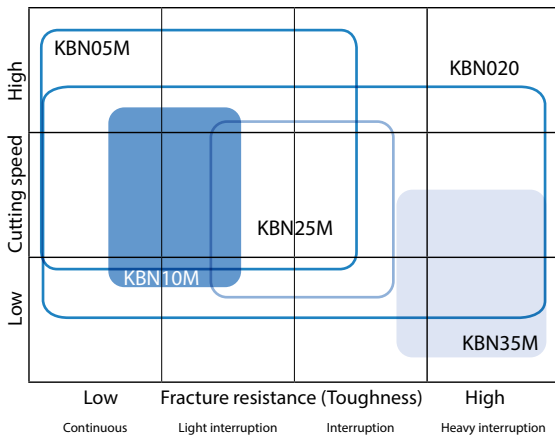 KBN05M
KBN020
High
Cutting speed
KBN25M
KBN10M
Low
KBN35M
Low Fracture resistance (Toughness) High
Continuous Light interruption Interruption Heavy interruption